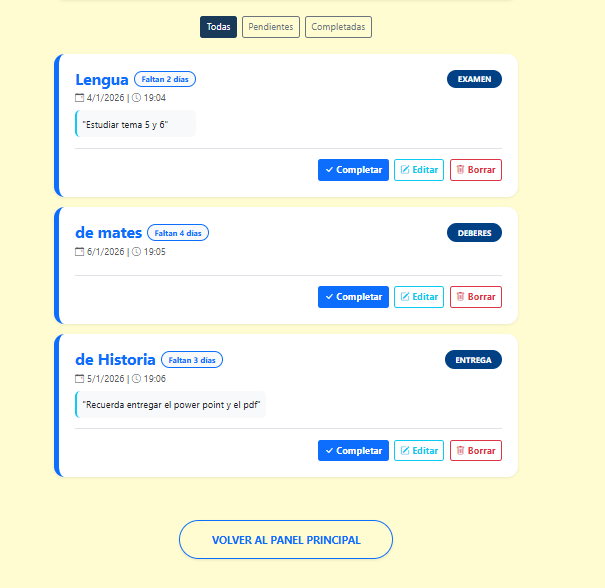 Todas Pendientes Completadas
Lengua Faltan 2 días EXAMEN
4/1/2026 | 19:04
"Estudiar tema 5 y 6"
Completar Editar Borrar
de mates Faltan 4 días DEBERES
6/1/2026 | 19:05
Completar Editar Borrar
de Historia Faltan 3 días ENTREGA
5/1/2026 | 19:06
"Recuerda entregar el power point y el pdf"
Completar Editar Borrar
VOLVER AL PANEL PRINCIPAL